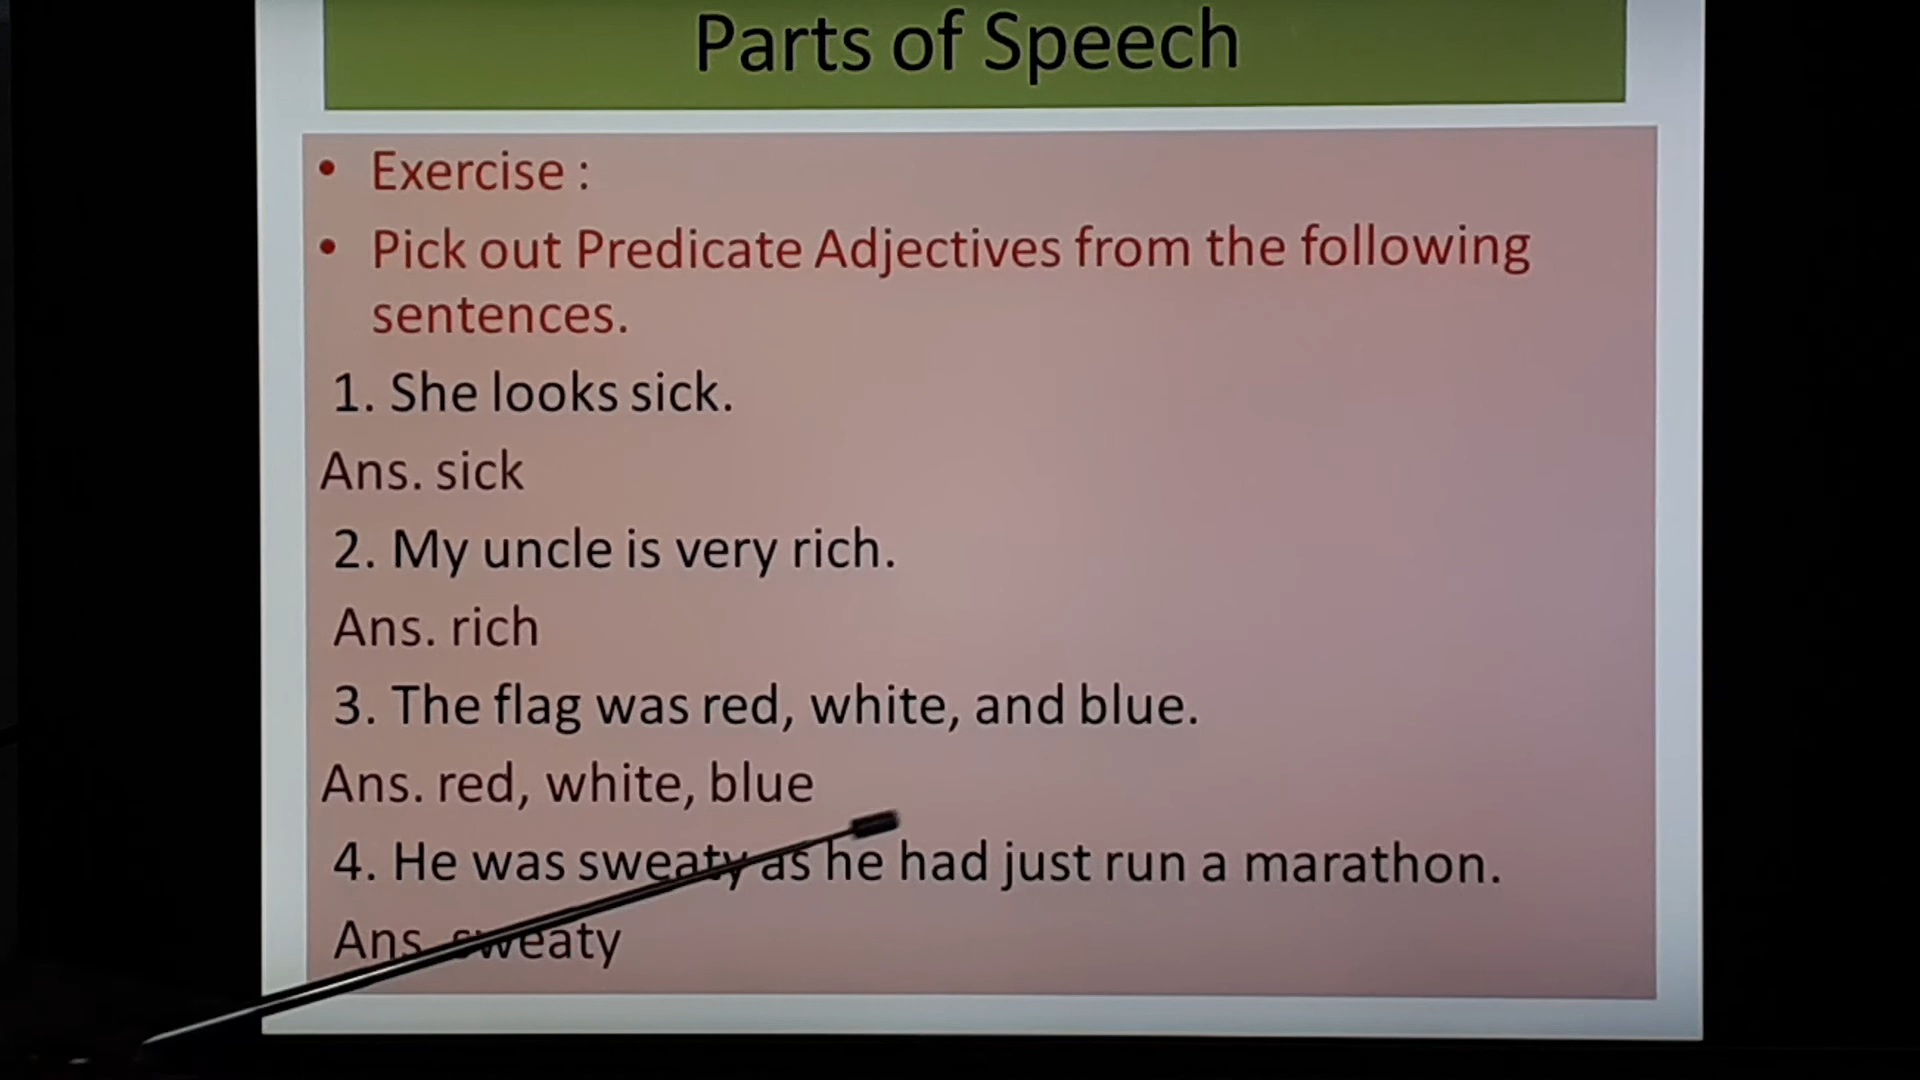 Parts of Speech
• Exercise :
• Pick out Predicate Adjectives from the following
sentences.
1. She looks sick.
Ans. sick
2. My uncle is very rich.
Ans. rich
3. The flag was red, white, and blue.
Ans. red, white, blue
4. He was sweaty as he had just run a marathon.
Ans. sweaty